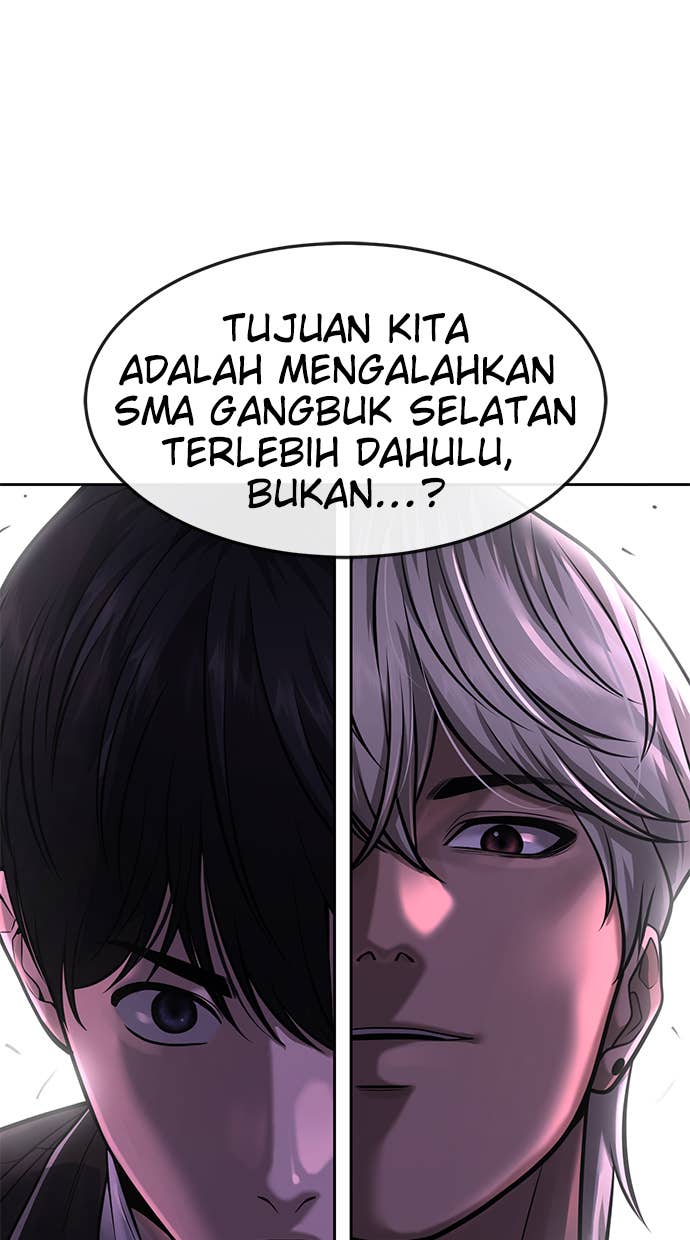 TUJUAN KITA
ADALAH MENGALAHKAN
SMA GANGBUK SELATAN
TERLEBIH DAHULU,
BUKAN...?